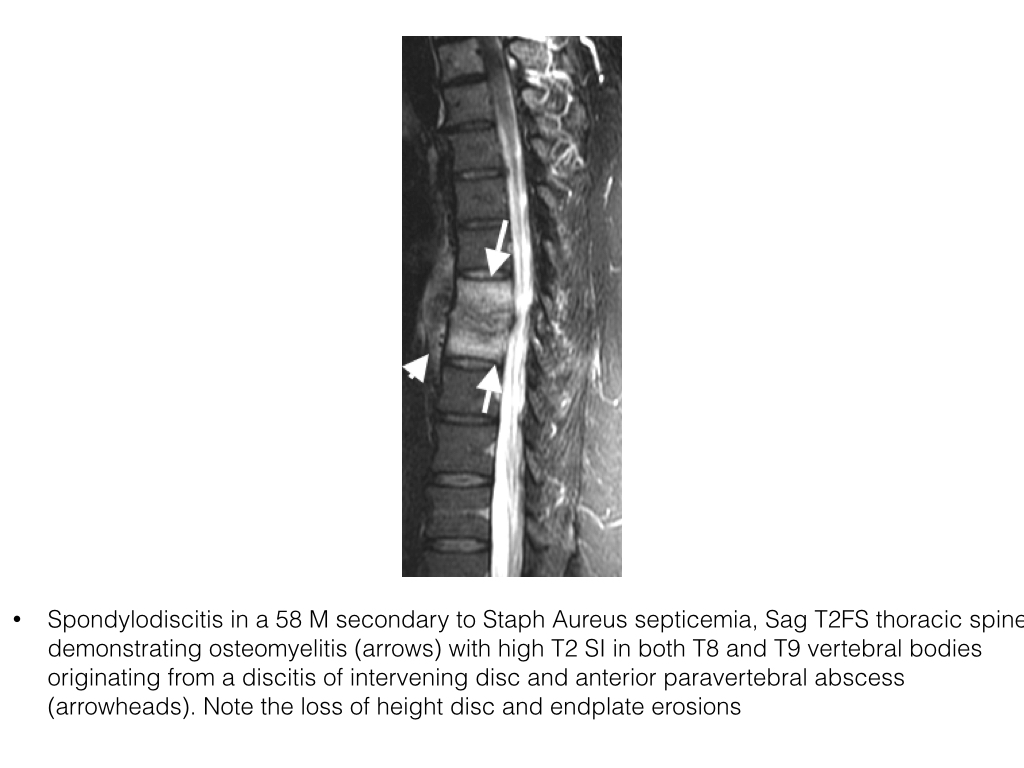 • Spondylodiscitis in a 58 M secondary to Staph Aureus septicemia, Sag T2FS thoracic spine
demonstrating osteomyelitis (arrows) with high T2 SI in both T8 and T9 vertebral bodies
originating from a discitis of intervening disc and anterior paravertebral abscess
(arrowheads). Note the loss of height disc and endplate erosions